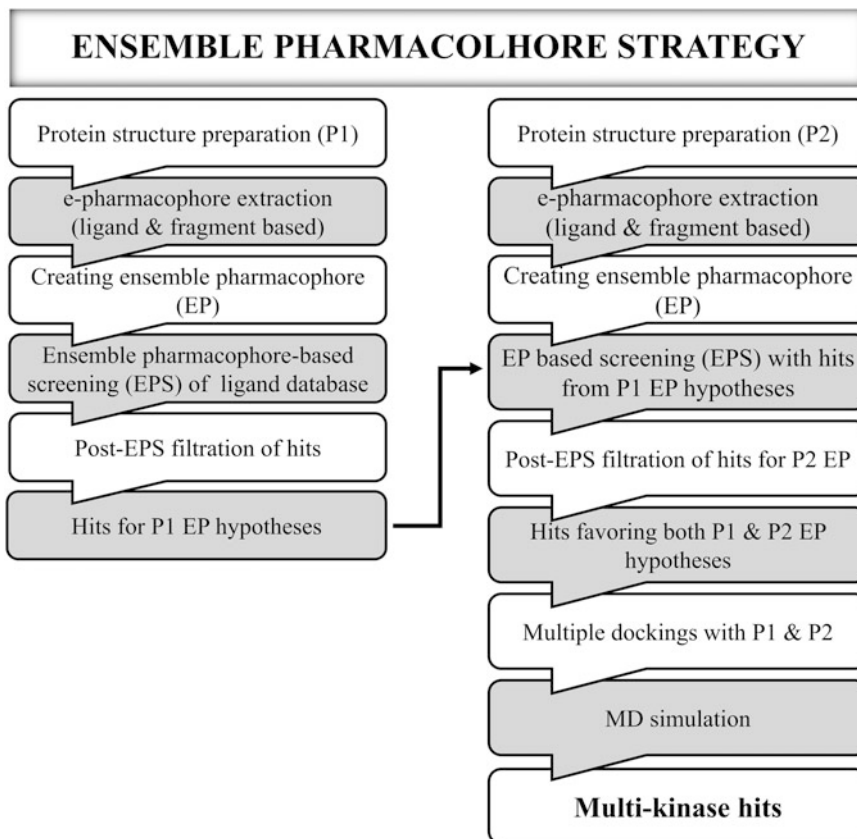 ENSEMBLE PHARMACOLHORE STRATEGY
Protein structure preparation (P1)
e-pharmacophore extraction
(ligand & fragment based)
Creating ensemble pharmacophore
(EP)
Ensemble pharmacophore-based
screening (EPS) of ligand database
Post-EPS filtration of hits
Hits for P1 EP hypotheses
Protein structure preparation (P2)
e-pharmacophore extraction
(ligand & fragment based)
Creating ensemble pharmacophore
(EP)
EP based screening (EPS) with hits
from P1 EP hypotheses
Post-EPS filtration of hits for P2 EP
Hits favoring both P1 & P2 EP
hypotheses
Multiple dockings with P1 & P2
MD simulation
Multi-kinase hits